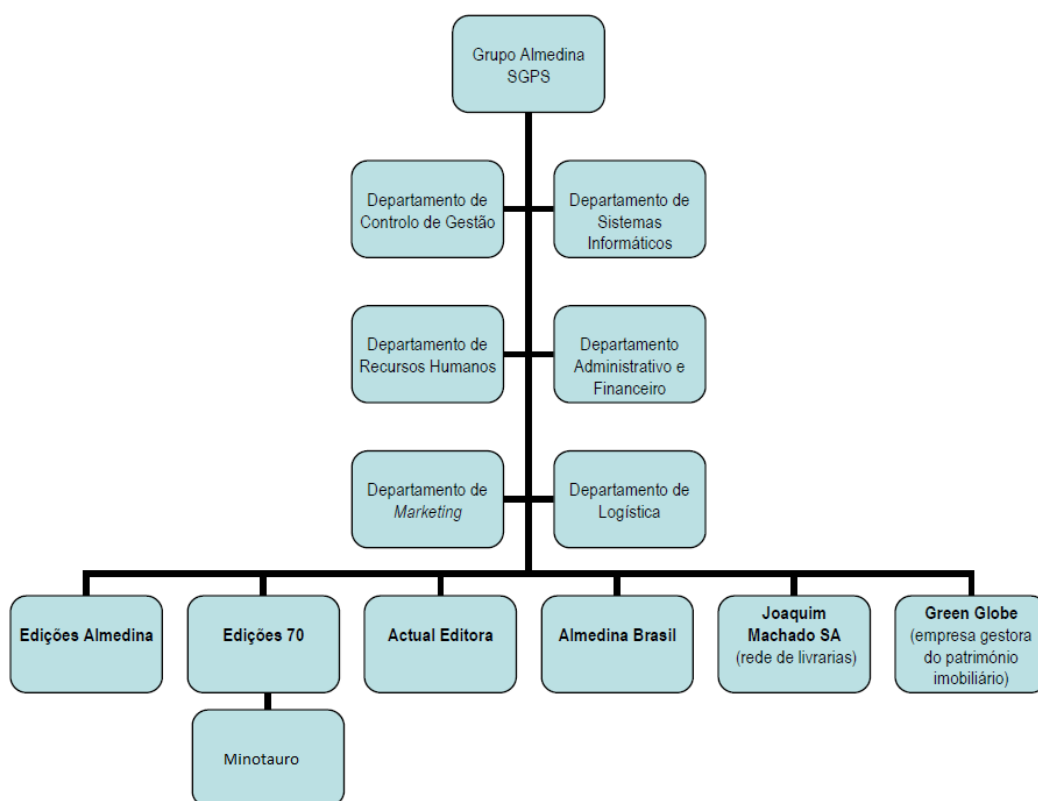 Grupo Almedina
SGPS
Departamento de
Controlo de Gestão
Departamento de
Sistemas
Informáticos
Departamento de
Recursos Humanos
Departamento
Administrativo e
Financeiro
Departamento de
Marketing
Departamento de
Logística
Edições Almedina
Edições 70
Actual Editora
Almedina Brasil
Joaquim
Machado SA
(rede de livrarias)
Green Globe
(empresa gestora
do património
imobiliário)
Minotauro